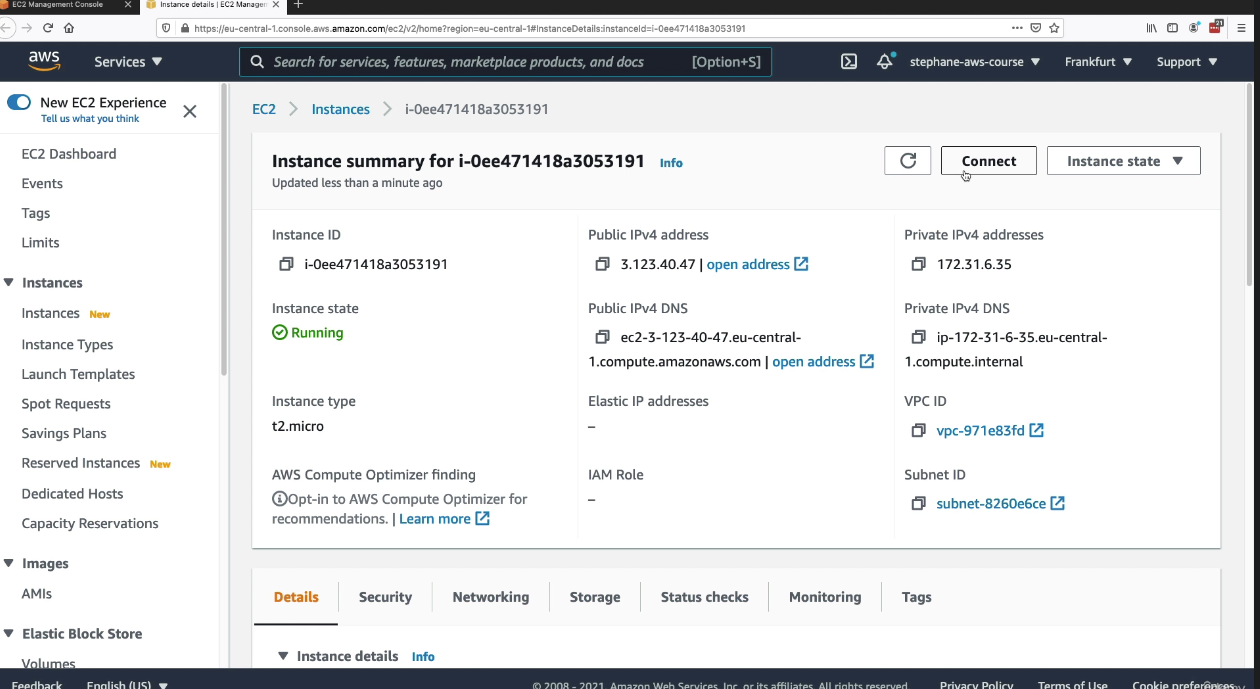 EC2 Management Console
Instance details | EC2 Manager
https://eu-central-1.console.aws.amazon.com/ec2/v2/home?region=eu-central-1#InstanceDetails:instanceId=i-0ee471418a3053191
21
aws
Services
Search for services, features, marketplace products, and docs
[Option+S]
stephane-aws-course
Frankfurt
Support
New EC2 Experience
Tell us what you think
EC2 Dashboard
Events
Tags
Limits
Instances
Instances New
Instance Types
Launch Templates
Spot Requests
Savings Plans
Reserved Instances New
Dedicated Hosts
Capacity Reservations
Images
AMIs
Elastic Block Store
Volumes
EC2
Instances
i-0ee471418a3053191
Instance summary for i-0ee471418a3053191 Info
Updated less than a minute ago
Connect
Instance state
Instance ID
i-0ee471418a3053191
Public IPv4 address
3.123.40.47 | open address
Private IPv4 addresses
172.31.6.35
Instance state
Running
Public IPv4 DNS
ec2-3-123-40-47.eu-central-
1.compute.amazonaws.com | open address
Private IPv4 DNS
ip-172-31-6-35.eu-central-
1.compute.internal
Instance type
t2.micro
Elastic IP addresses
–
VPC ID
vpc-971e83fd
AWS Compute Optimizer finding
Opt-in to AWS Compute Optimizer for
recommendations. | Learn more
IAM Role
–
Subnet ID
subnet-8260e6ce
Details
Security
Networking
Storage
Status checks
Monitoring
Tags
Instance details Info
Feedback
English (US)
© 2008 - 2021, Amazon Web Services, Inc. or its affiliates. All rights reserved.
Privacy Policy
Terms of Use
Cookie preferences